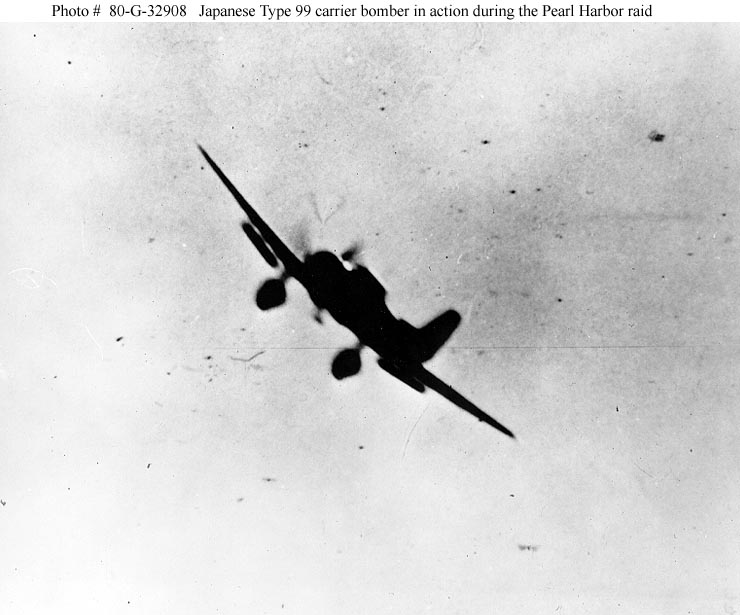 Photo # 80-G-32908 Japanese Type 99 carrier bomber in action during the Pearl Harbor raid